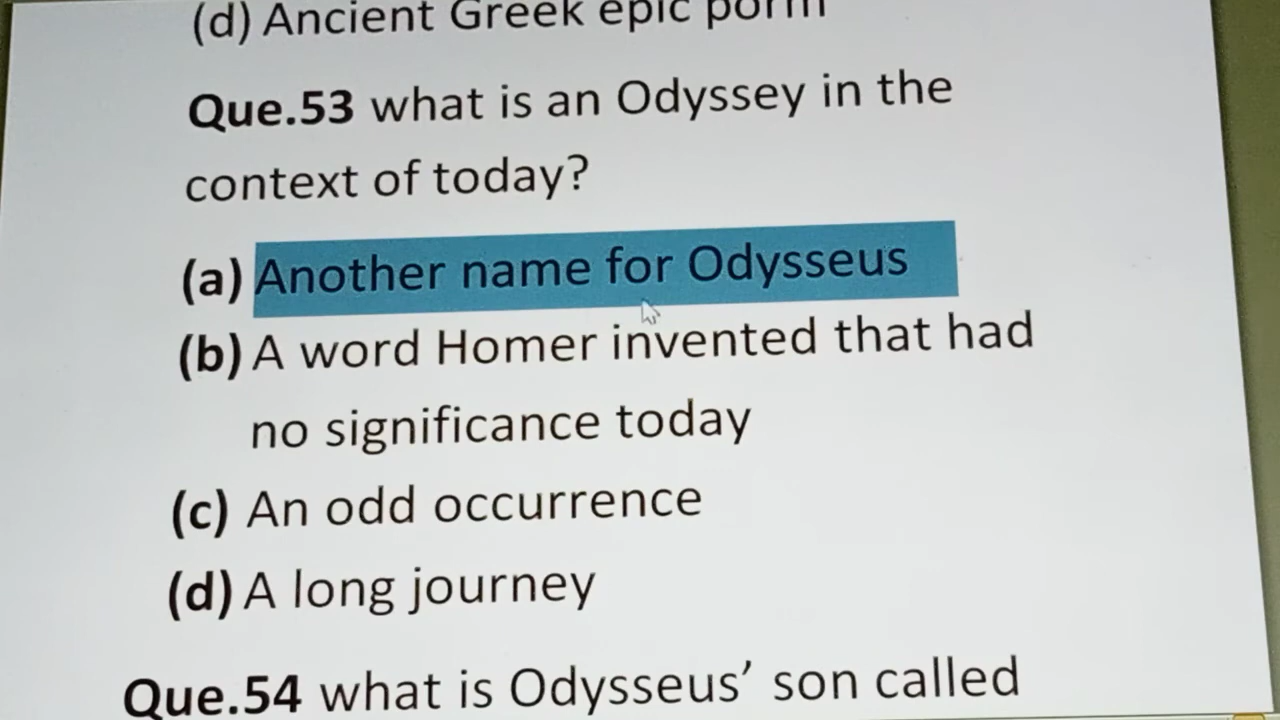 (d) Ancient Greek epic porm
Que.53 what is an Odyssey in the
context of today?
(a) Another name for Odysseus
(b) A word Homer invented that had
no significance today
(c) An odd occurrence
(d) A long journey
Que.54 what is Odysseus’ son called